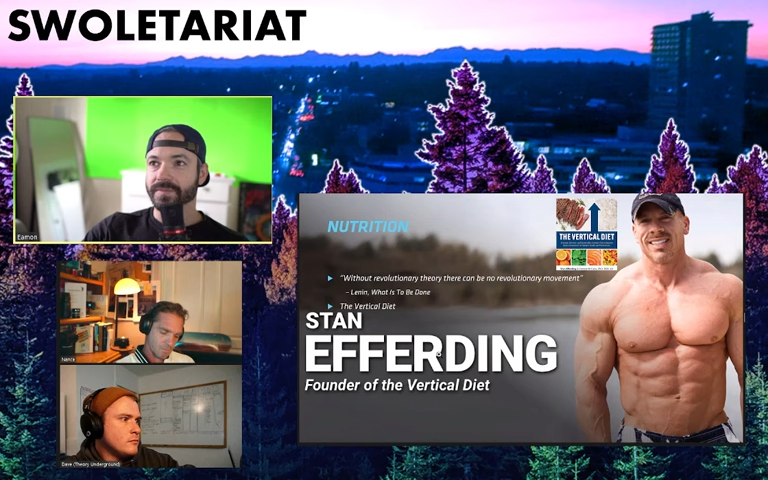 SWOLETARIAT
Eamon
NUTRITION
THE VERTICAL DIET
"Without revolutionary theory there can be no revolutionary movement"
– Lenin, What Is To Be Done
The Vertical Diet
STAN
EFFERDING
Founder of the Vertical Diet
Dave (Theory Underground)